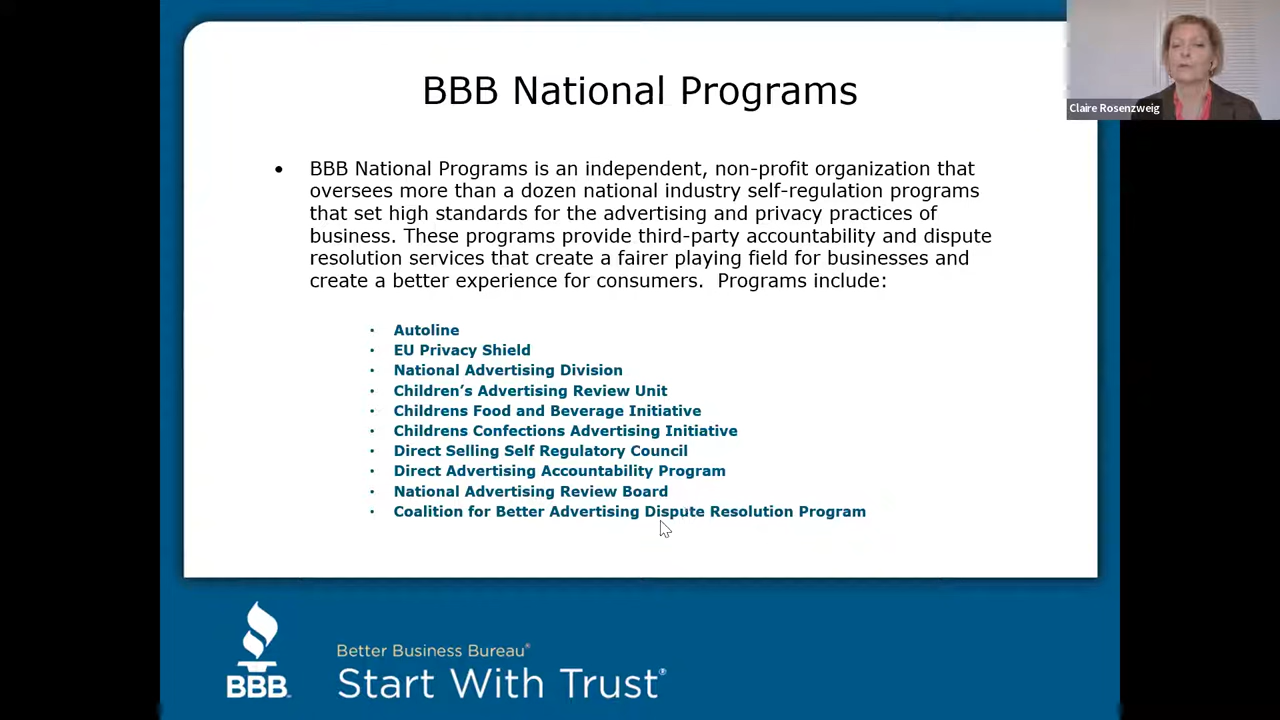 BBB National Programs
Claire Rosenzweig
• BBB National Programs is an independent, non-profit organization that
oversees more than a dozen national industry self-regulation programs
that set high standards for the advertising and privacy practices of
business. These programs provide third-party accountability and dispute
resolution services that create a fairer playing field for businesses and
create a better experience for consumers. Programs include:
• Autoline
• EU Privacy Shield
• National Advertising Division
• Children’s Advertising Review Unit
• Childrens Food and Beverage Initiative
• Childrens Confections Advertising Initiative
• Direct Selling Self Regulatory Council
• Direct Advertising Accountability Program
• National Advertising Review Board
• Coalition for Better Advertising Dispute Resolution Program
BBB
Better Business Bureau®
Start With Trust®